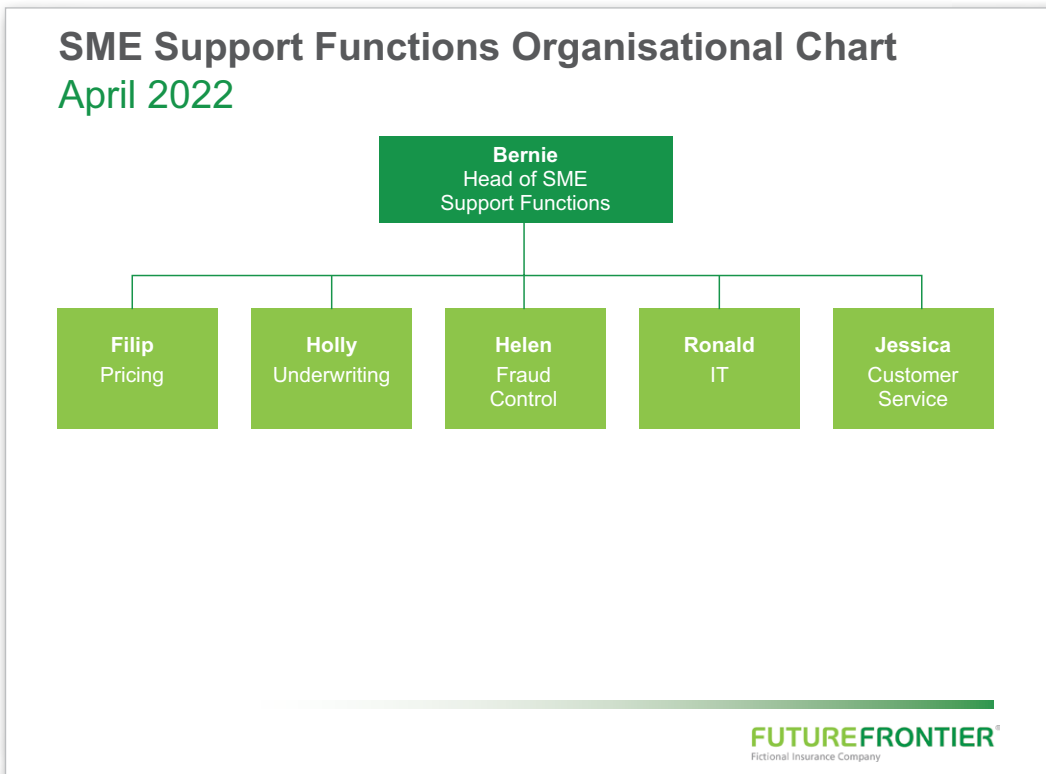 SME Support Functions Organisational Chart
April 2022
Bernie
Head of SME
Support Functions
Filip
Pricing
Holly
Underwriting
Helen
Fraud
Control
Ronald
IT
Jessica
Customer
Service
FUTUREFRONTIER®
Fictional Insurance Company